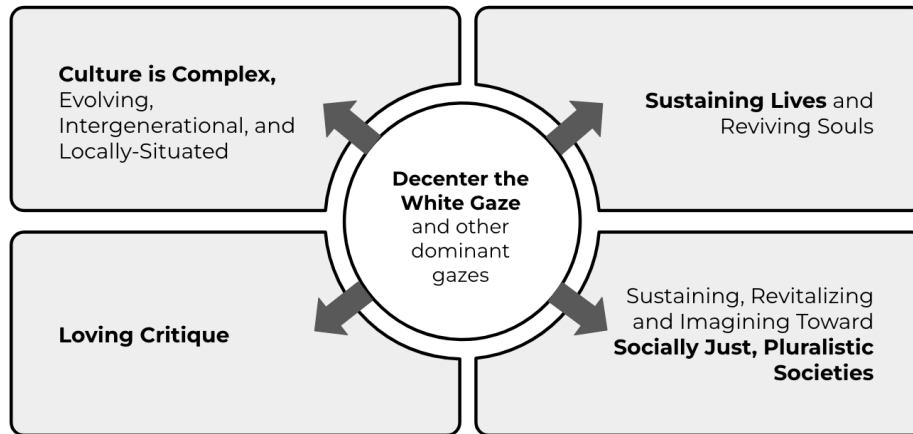 Culture is Complex,
Evolving,
Intergenerational, and
Locally-Situated
Sustaining Lives and
Reviving Souls
Decenter the
White Gaze
and other
dominant
gazes
Loving Critique
Sustaining, Revitalizing
and Imagining Toward
Socially Just, Pluralistic
Societies